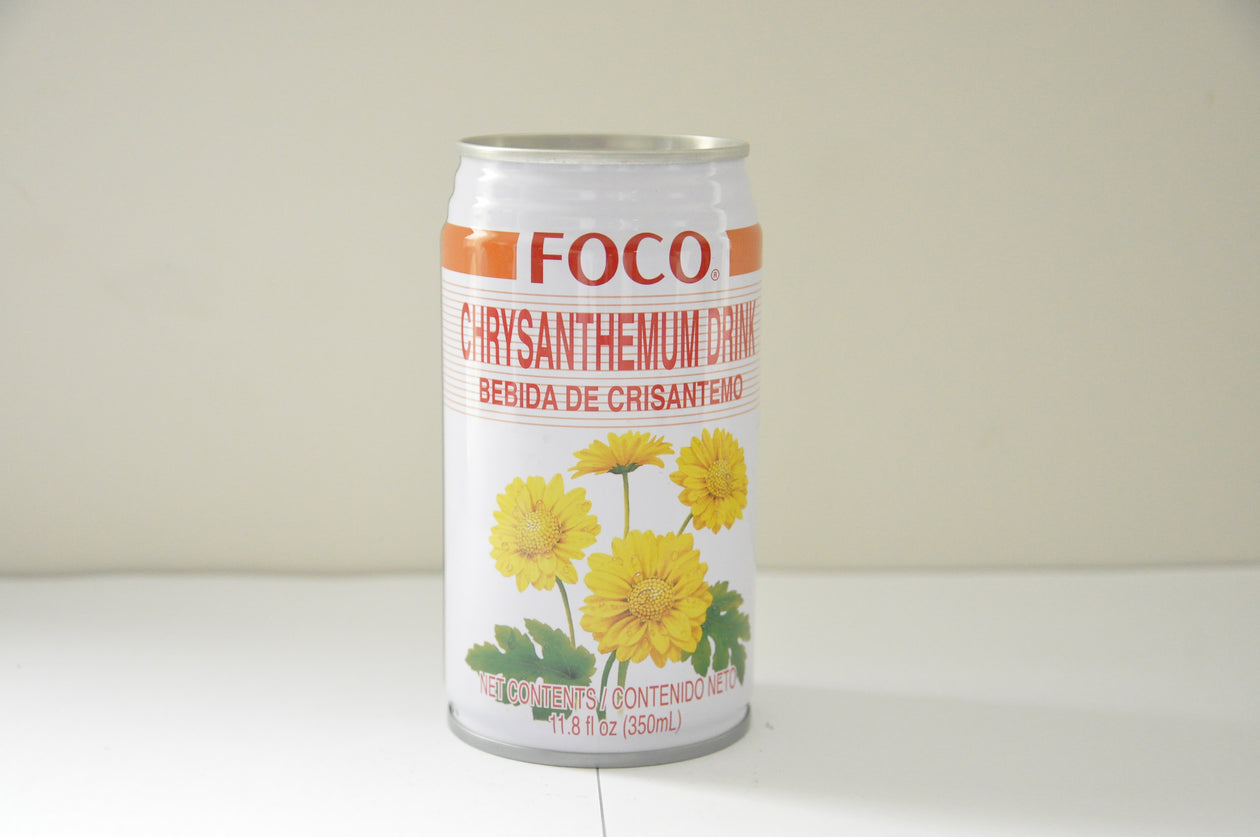 FOCO®
CHRYSANTHEMUM DRINK
BEBIDA DE CRISANTEMO
NET CONTENTS / CONTENIDO NETO
11.8 fl oz (350mL)